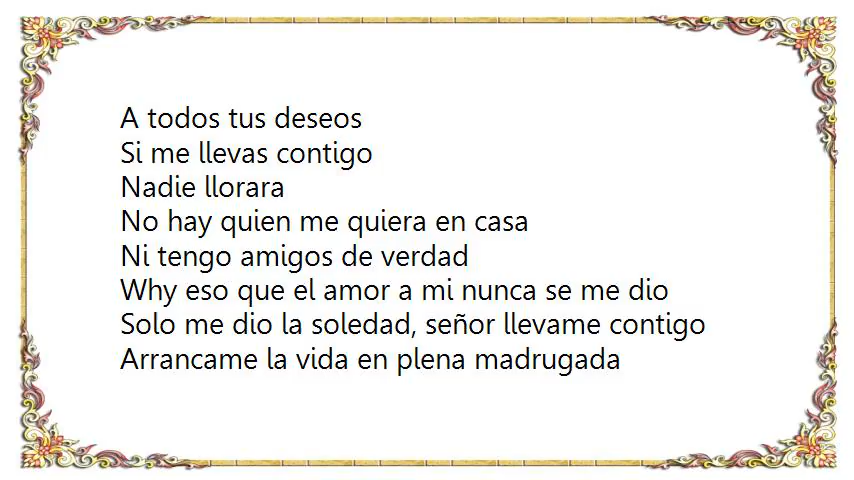 A todos tus deseos
Si me llevas contigo
Nadie llorara
No hay quien me quiera en casa
Ni tengo amigos de verdad
Why eso que el amor a mi nunca se me dio
Solo me dio la soledad, señor llevame contigo
Arrancame la vida en plena madrugada